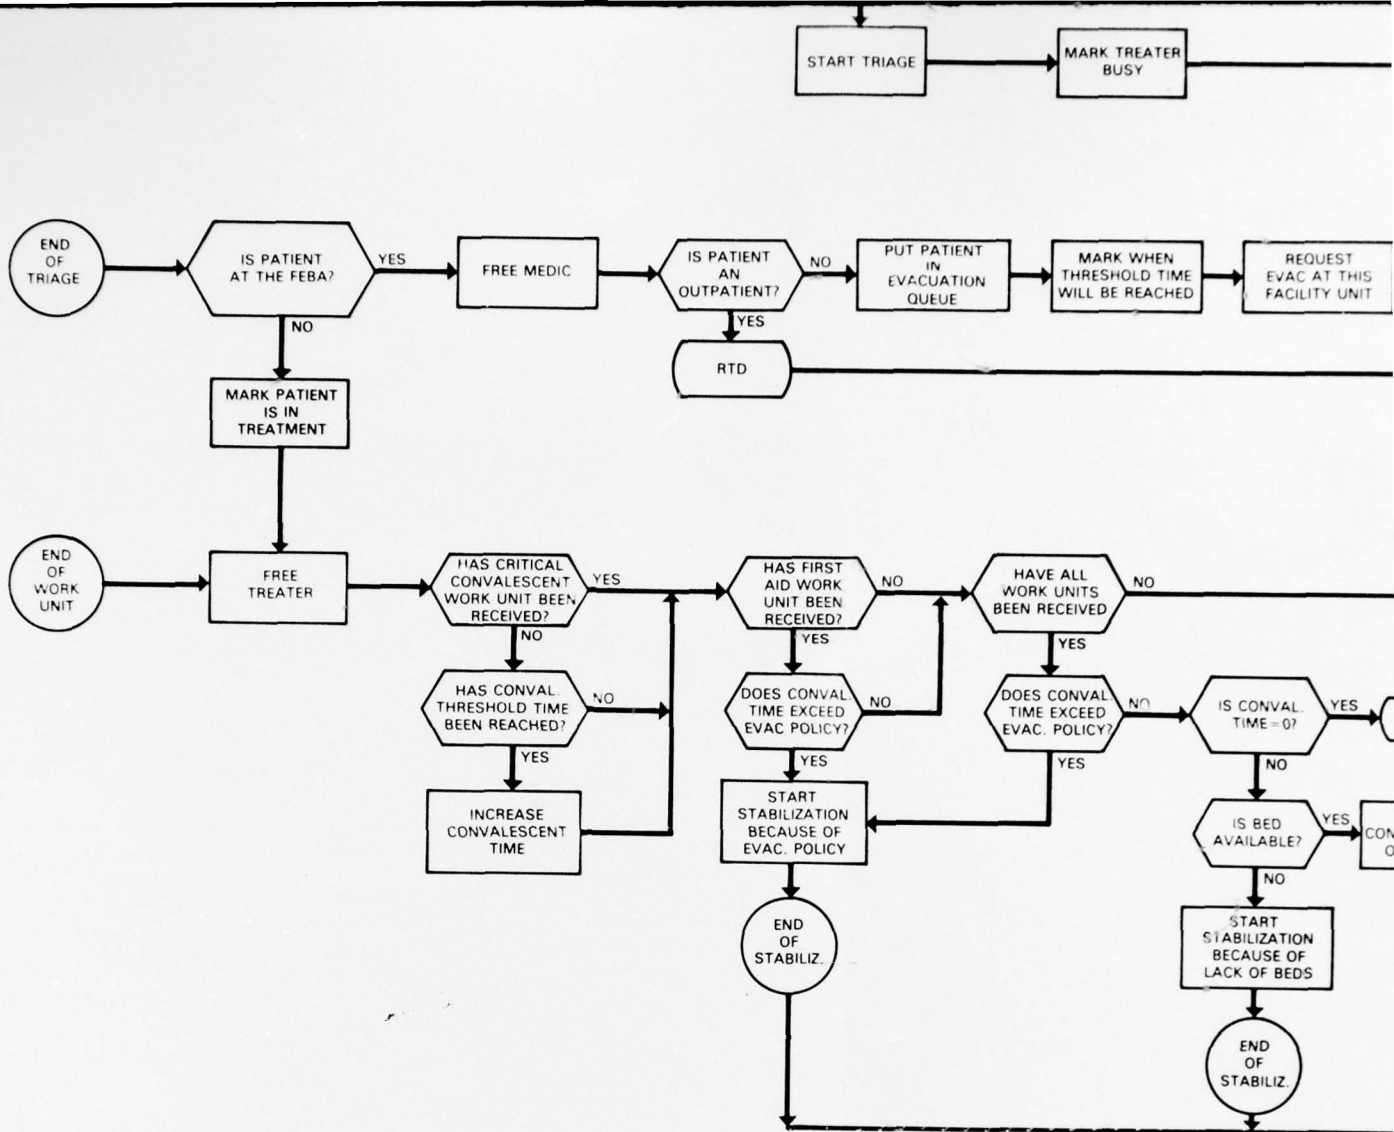 START TRIAGE
MARK TREATER
BUSY
END
OF
TRIAGE
IS PATIENT
AT THE FEBA?
YES
NO
FREE MEDIC
IS PATIENT
AN
OUTPATIENT?
NO
YES
PUT PATIENT
IN
EVACUATION
QUEUE
MARK WHEN
THRESHOLD TIME
WILL BE REACHED
REQUEST
EVAC AT THIS
FACILITY UNIT
RTD
MARK PATIENT
IS IN
TREATMENT
END
OF
WORK
UNIT
FREE
TREATER
HAS CRITICAL
CONVALESCENT
WORK UNIT BEEN
RECEIVED?
YES
NO
HAS FIRST
AID WORK
UNIT BEEN
RECEIVED?
NO
YES
HAVE ALL
WORK UNITS
BEEN RECEIVED
NO
YES
HAS CONVAL.
THRESHOLD TIME
BEEN REACHED?
NO
YES
DOES CONVAL.
TIME EXCEED
EVAC POLICY?
NO
YES
DOES CONVAL
TIME EXCEED
EVAC. POLICY?
NO
YES
IS CONVAL.
TIME = 0?
YES
NO
INCREASE
CONVALESCENT
TIME
START
STABILIZATION
BECAUSE OF
EVAC. POLICY
IS BED
AVAILABLE?
YES
NO
CON
O
END
OF
STABILIZ.
START
STABILIZATION
BECAUSE OF
LACK OF BEDS
END
OF
STABILIZ.